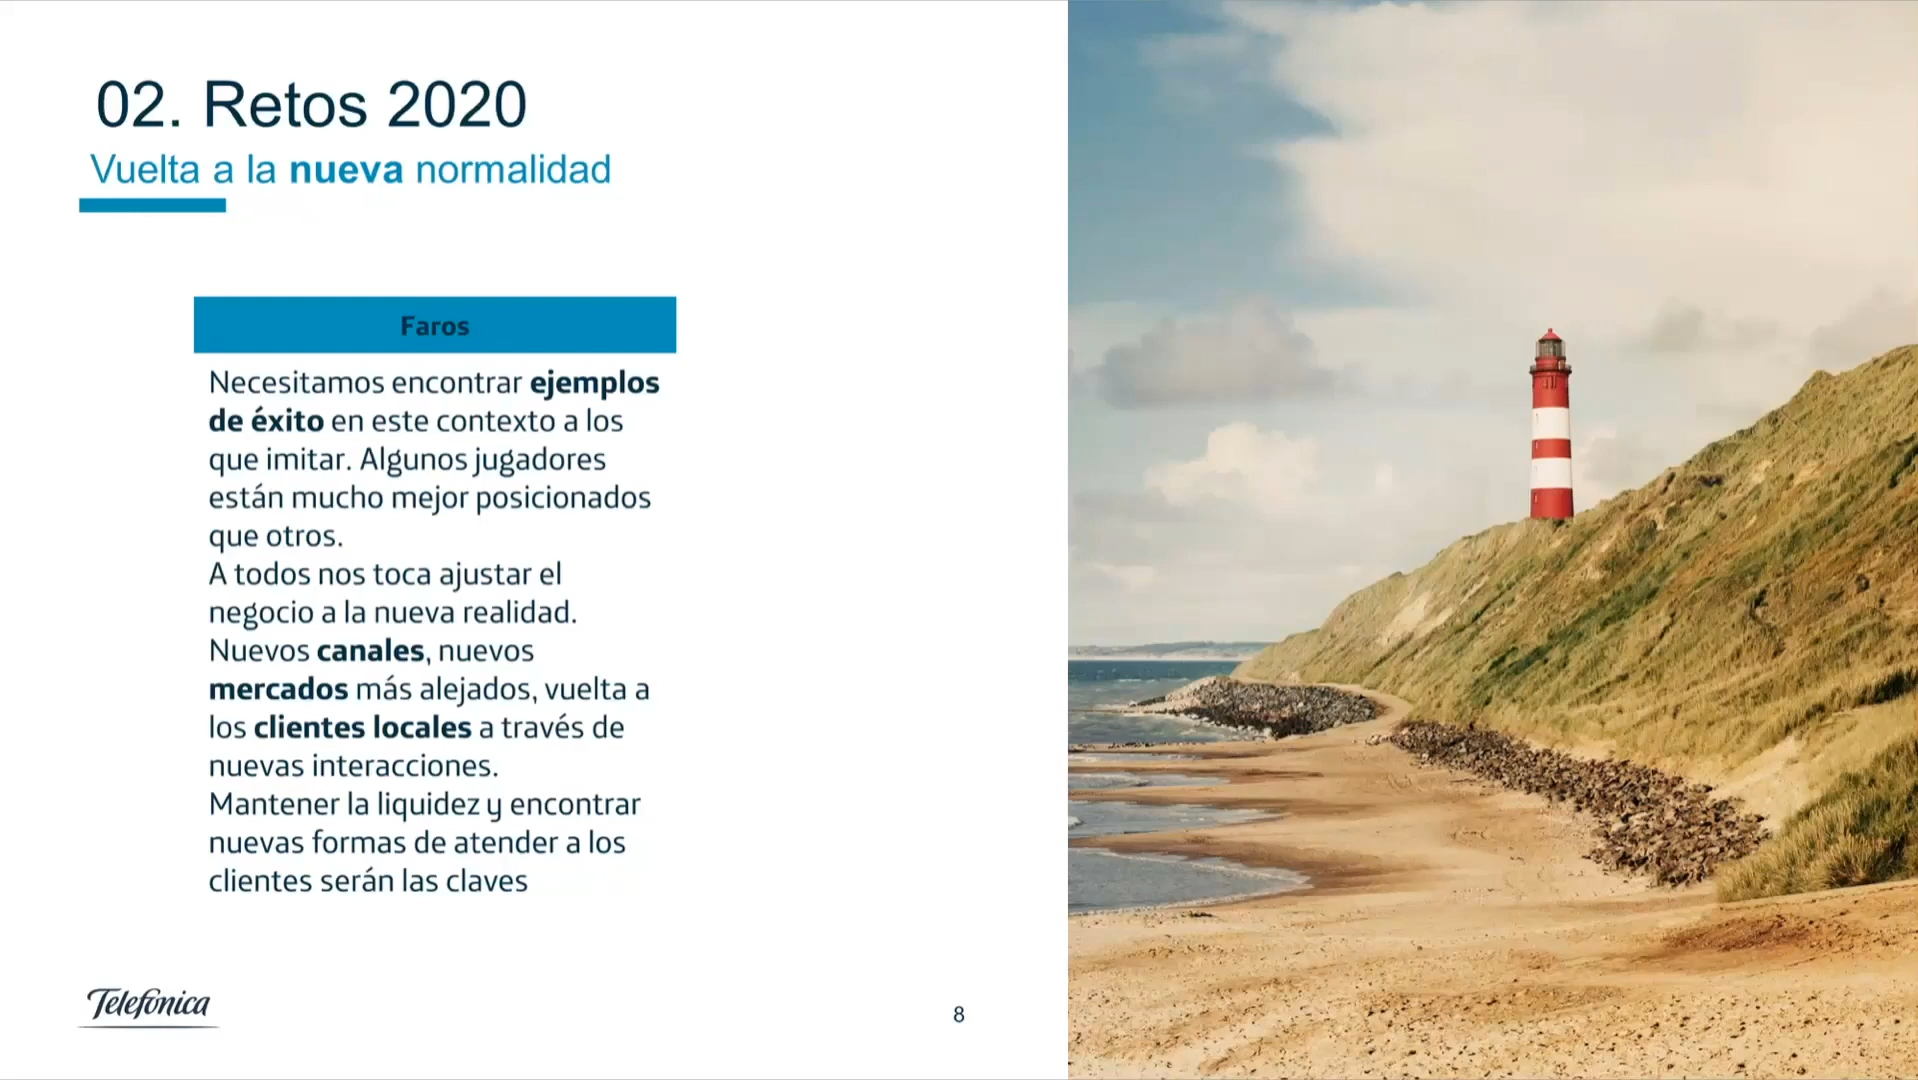 02. Retos 2020
Vuelta a la nueva normalidad
Faros
Necesitamos encontrar ejemplos
de éxito en este contexto a los
que imitar. Algunos jugadores
están mucho mejor posicionados
que otros.
A todos nos toca ajustar el
negocio a la nueva realidad.
Nuevos canales, nuevos
mercados más alejados, vuelta a
los clientes locales a través de
nuevas interacciones.
Mantener la liquidez y encontrar
nuevas formas de atender a los
clientes serán las claves
Telefónica
8